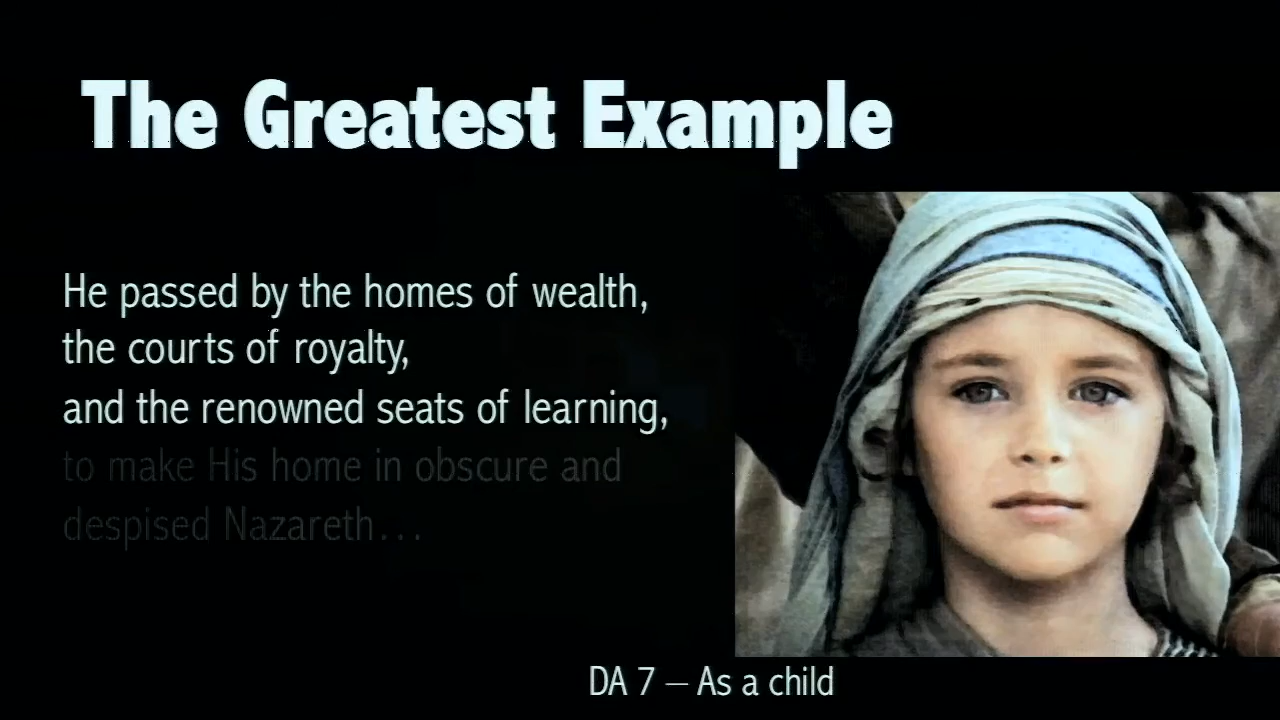 The Greatest Example
He passed by the homes of wealth,
the courts of royalty,
and the renowned seats of learning,
to make His home in obscure and
despised Nazareth…
DA 7 – As a child